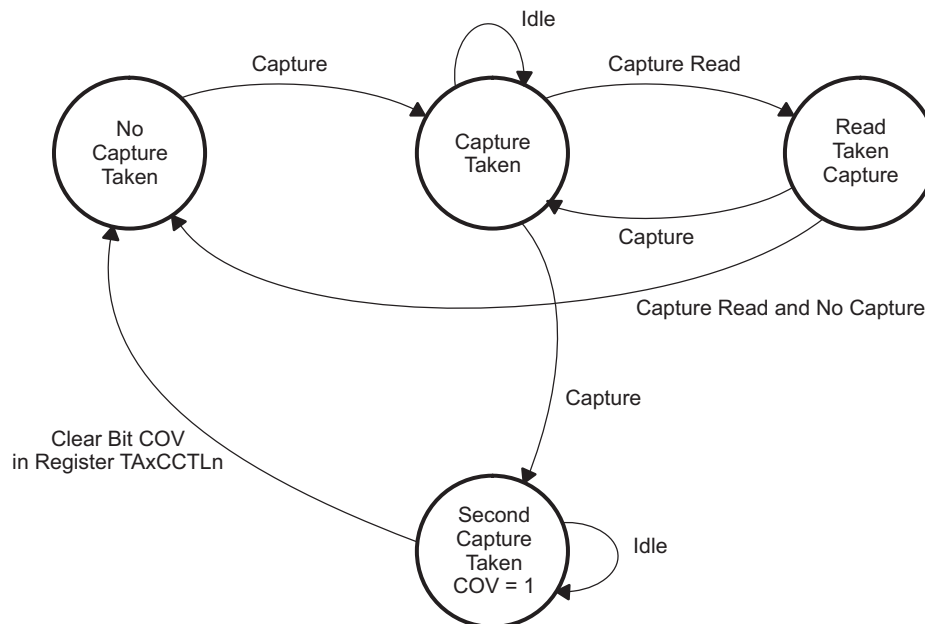 Idle
Capture
Capture Read
No
Capture
Taken
Capture
Taken
Read
Taken
Capture
Capture
Capture Read and No Capture
Capture
Clear Bit COV
in Register TAxCCTLn
Second
Capture
Taken
COV = 1
Idle